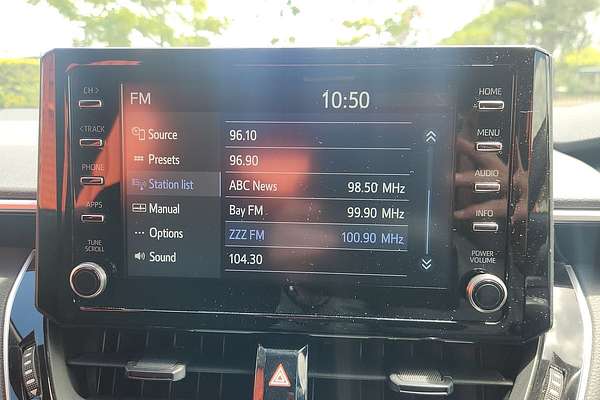 FM 10:50
CH >
<TRACK
PHONE
APPS
TUNE
SCROLL
Source
Presets
Station list
Manual
Options
Sound
96.10
96.90
ABC News 98.50 MHz
Bay FM 99.90 MHz
ZZZ FM 100.90 MHz
104.30
HOME
MENU
AUDIO
INFO
POWER
VOLUME